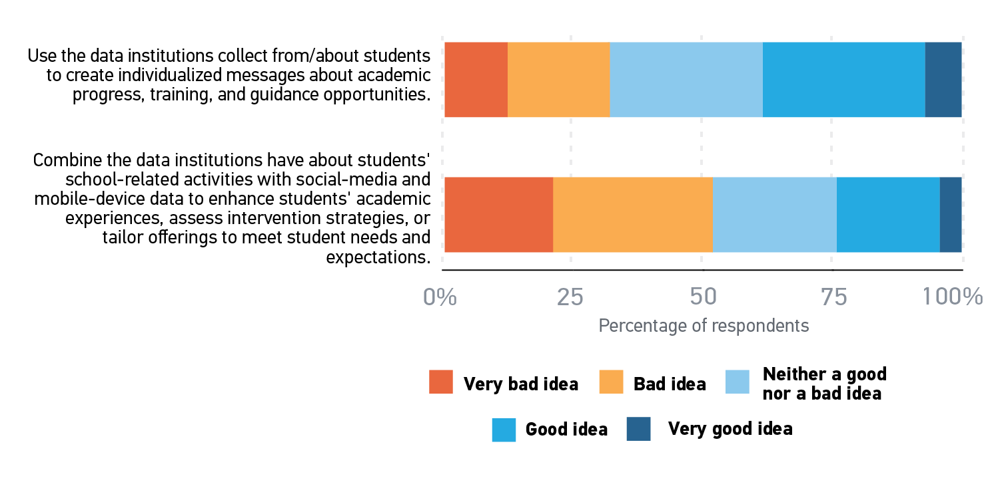 Use the data institutions collect from/about students
to create individualized messages about academic
progress, training, and guidance opportunities.
Combine the data institutions have about students'
school-related activities with social-media and
mobile-device data to enhance students' academic
experiences, assess intervention strategies, or
tailor offerings to meet student needs and
expectations.
0% 25 50 75 100%
Percentage of respondents
Very bad idea
Bad idea
Neither a good
nor a bad idea
Good idea
Very good idea